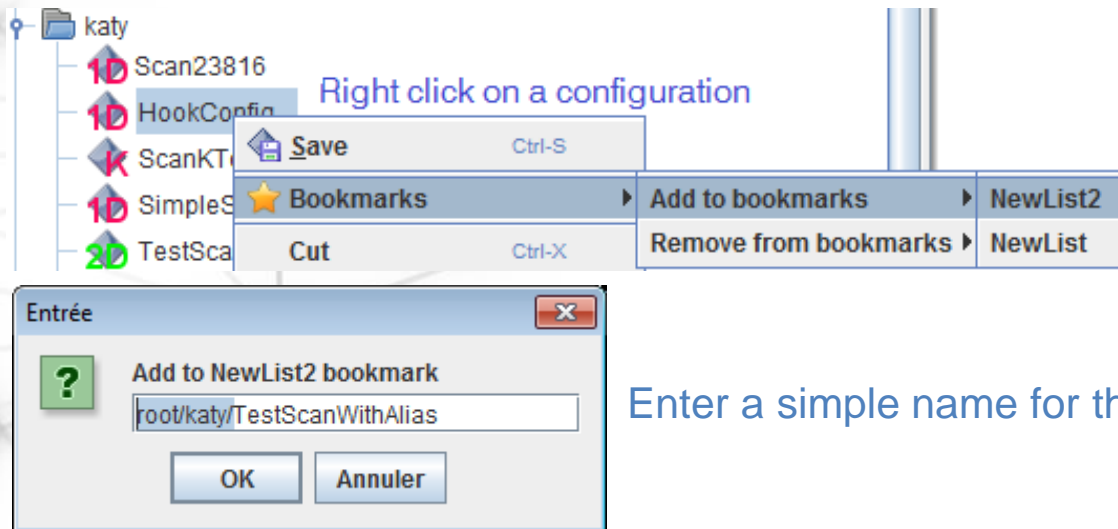 katy
1D Scan23816
Right click on a configuration
1D HookConfig
Save Ctrl-S
K ScanKT
1D SimpleS
Bookmarks
Add to bookmarks
NewList2
2D TestSca
Cut Ctrl-X
Remove from bookmarks
NewList
Entrée
?
Add to NewList2 bookmark
root/katy/TestScanWithAlias
Enter a simple name for th
OK Annuler